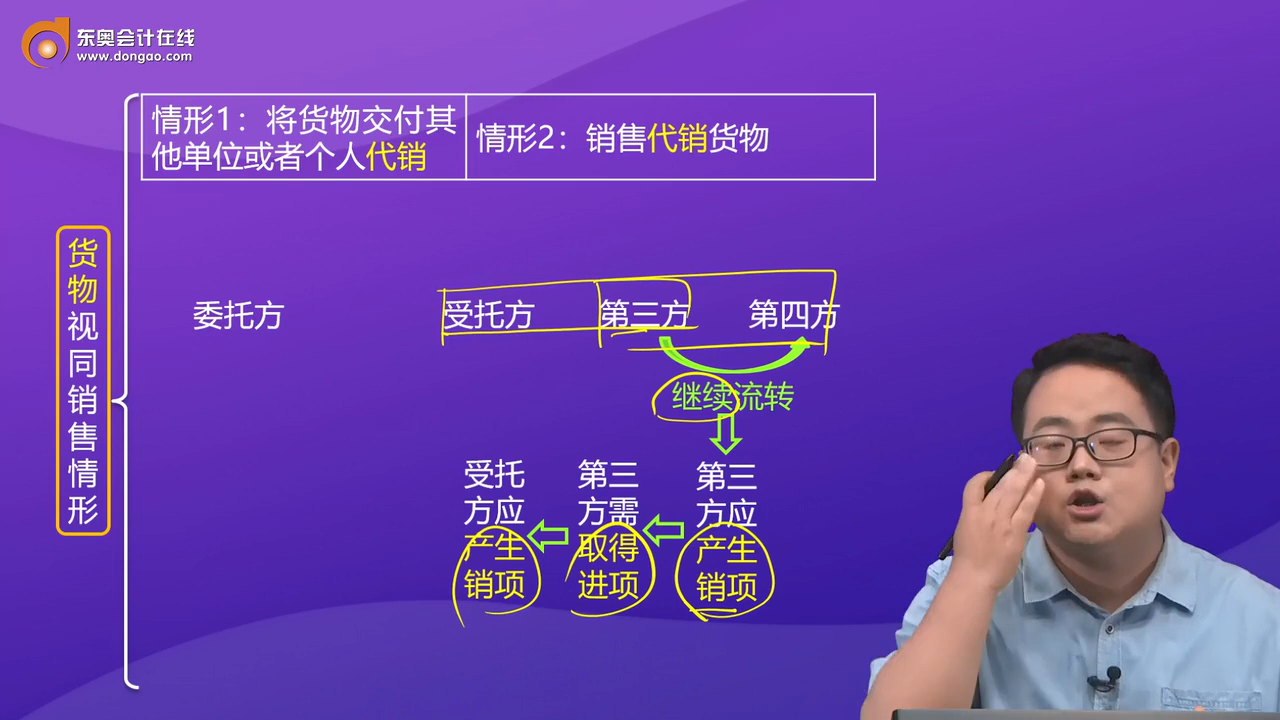 东奥会计在线
www.dongao.com
情形1：将货物交付其
他单位或者个人代销
情形2：销售代销货物
货物视同销售情形
委托方
受托方
第三方
第四方
继续流转
受托
方应
产生
销项
第三
方需
取得
进项
第三
方应
产生
销项